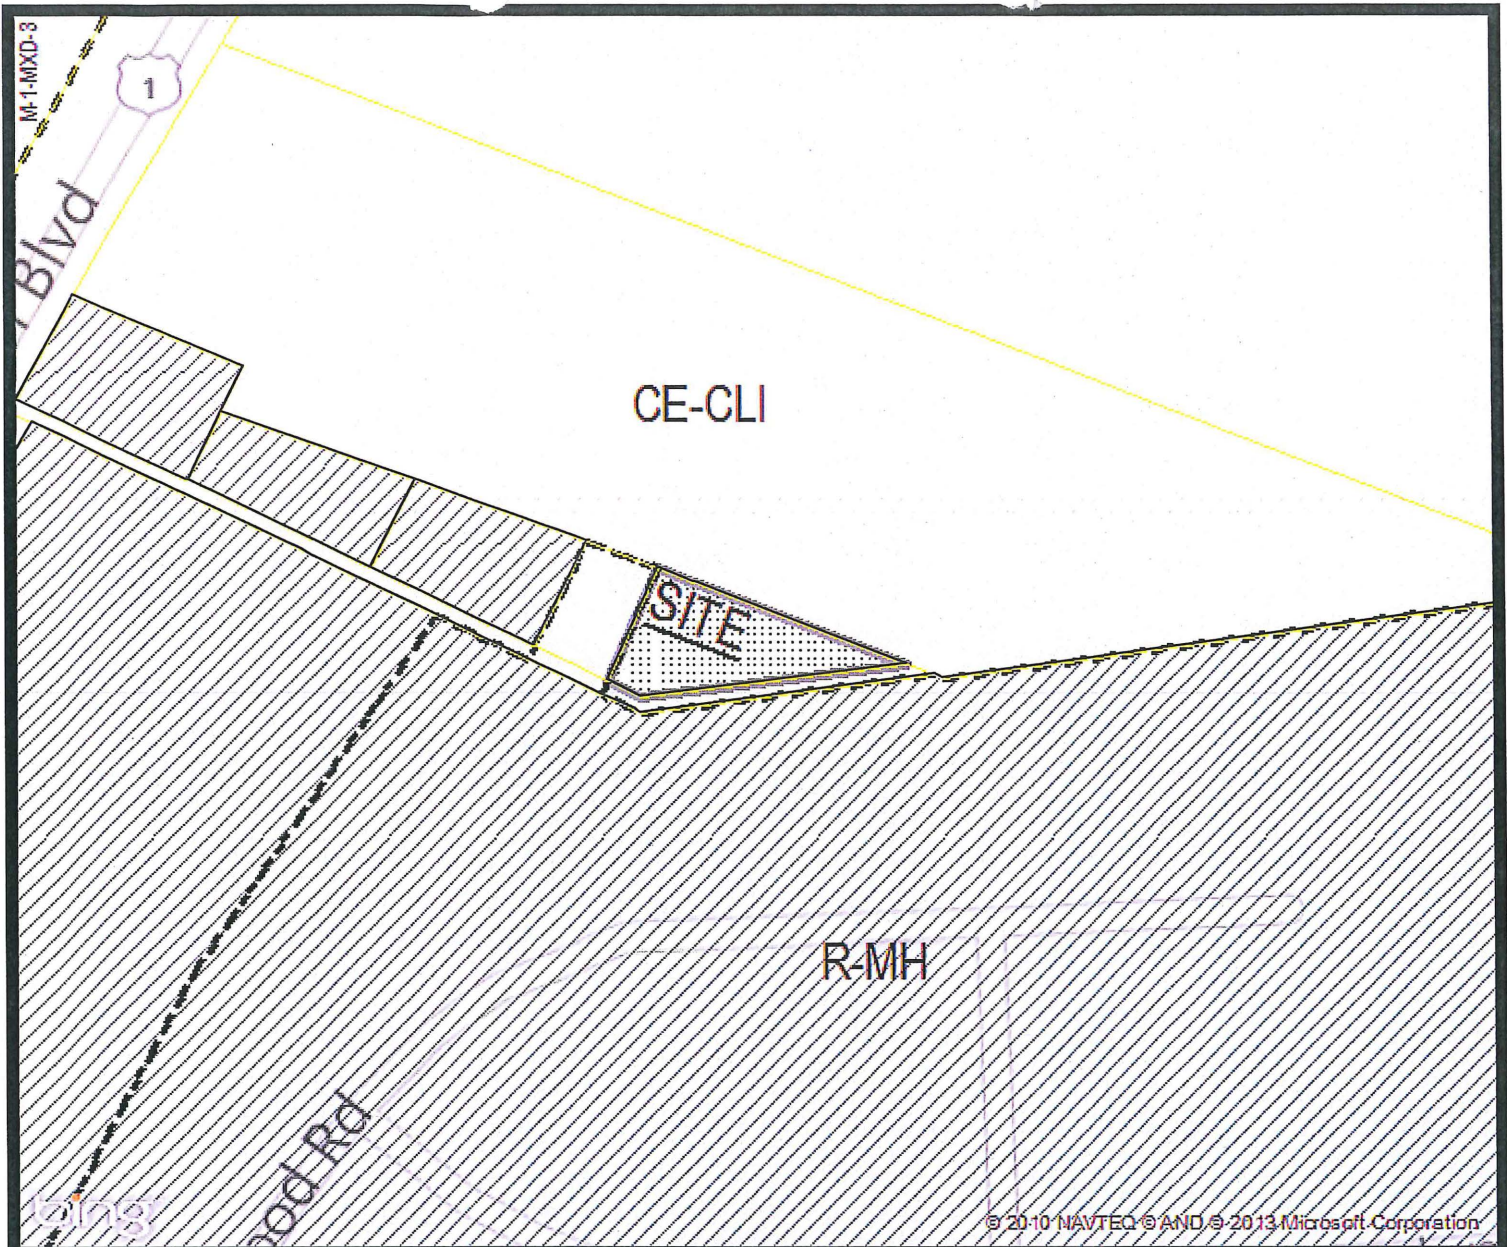 M-1-MXD-3
1
Blvd
CE-CLI
SITE
R-MH
ood Rd
bing
© 2010 NAVTEQ © AND © 2013 Microsoft Corporation